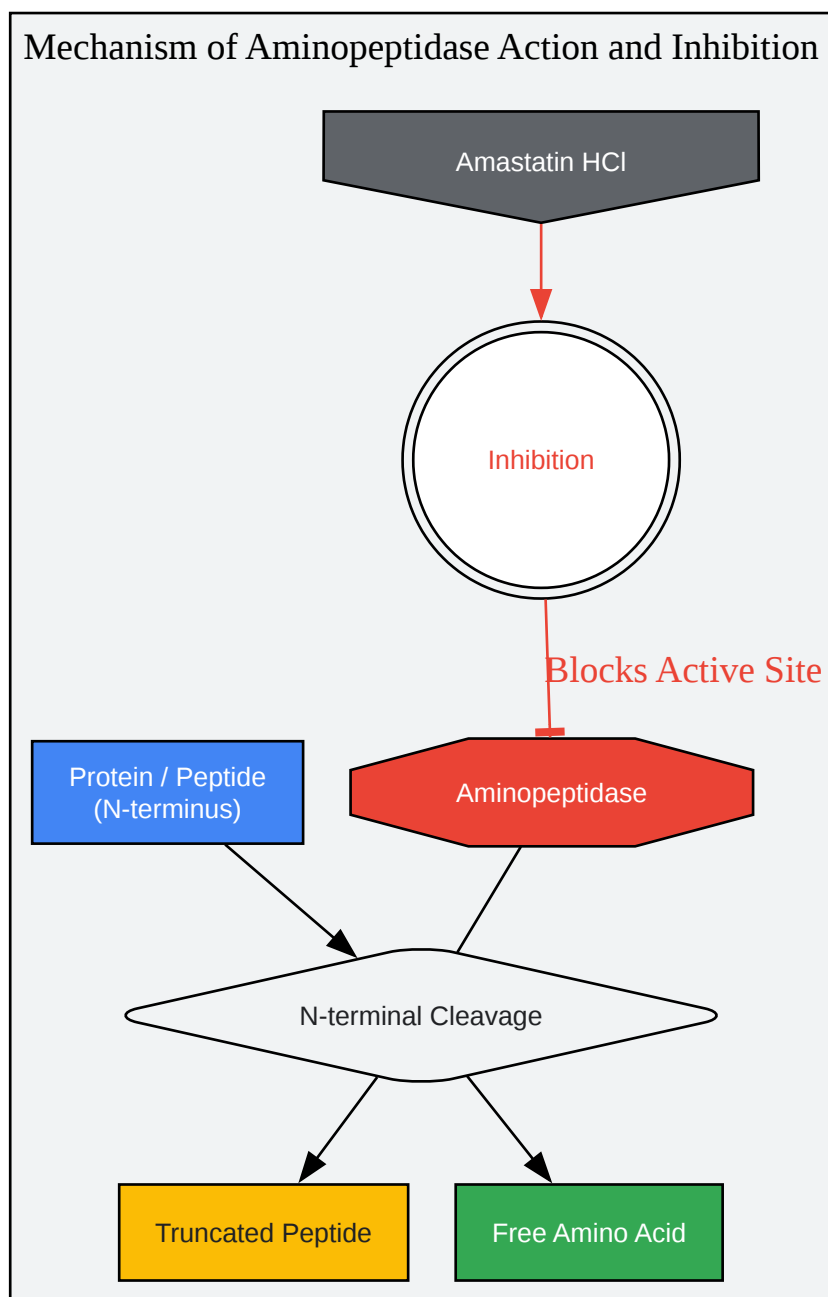 Mechanism of Aminopeptidase Action and Inhibition
Amastatin HCl
Inhibition
Blocks Active Site
Protein / Peptide
(N-terminus)
Aminopeptidase
N-terminal Cleavage
Truncated Peptide
Free Amino Acid